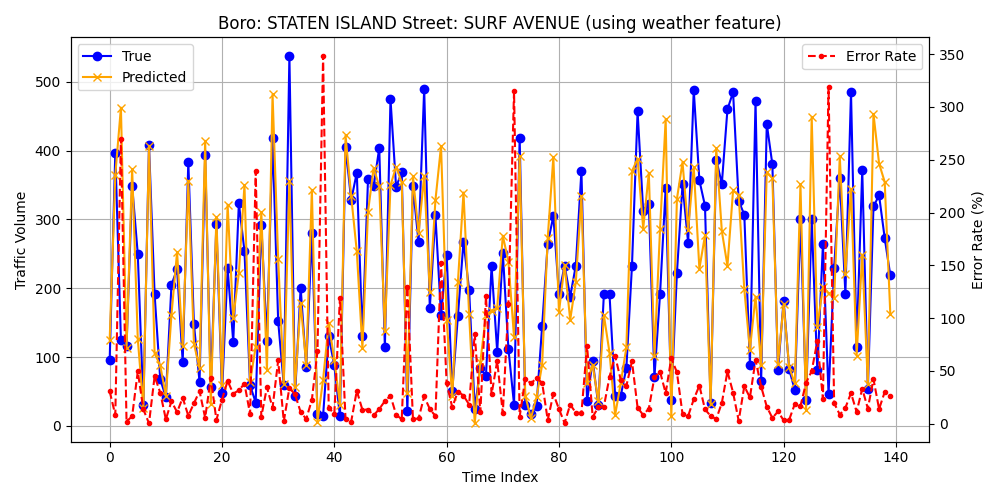 Boro: STATEN ISLAND Street: SURF AVENUE (using weather feature)
True
Predicted
Error Rate
Traffic Volume
500
400
300
200
100
0
350
300
250
200
150
100
50
0
Error Rate (%)
0 20 40 60 80 100 120 140
Time Index